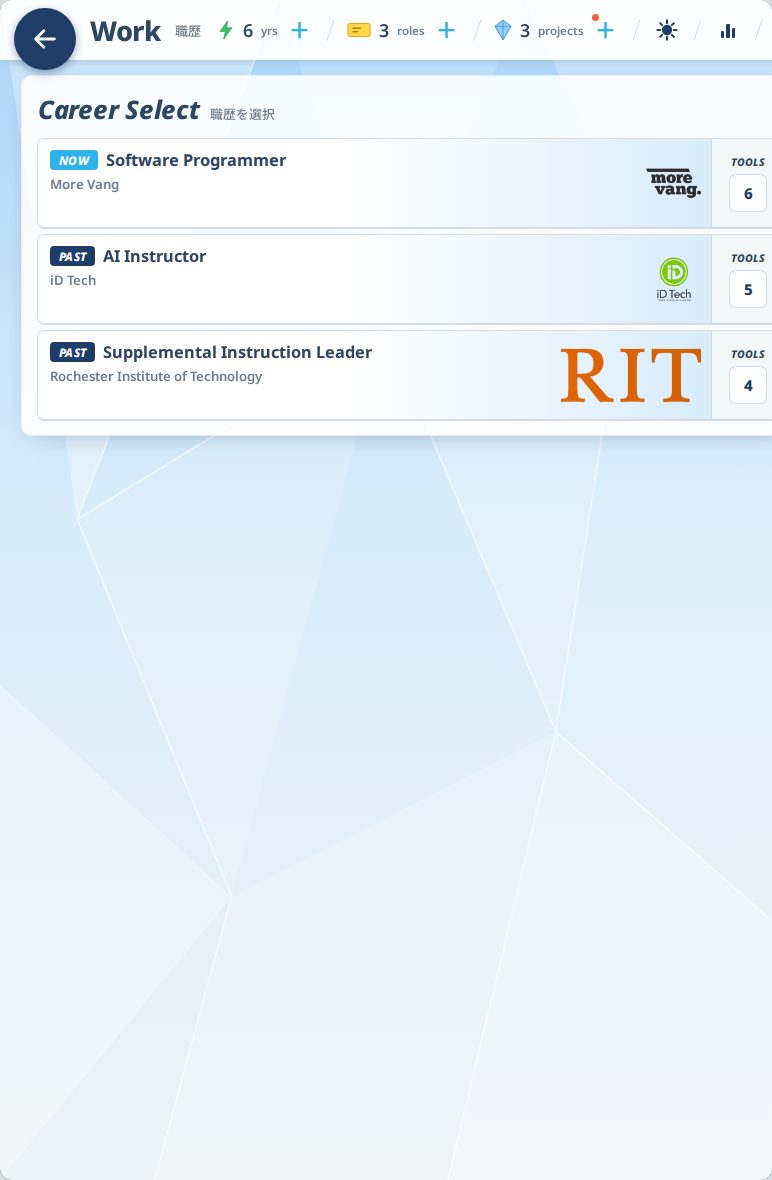 Work 職歴 6 yrs 3 roles 3 projects
Career Select 職歴を選択
NOW Software Programmer
More Vang
more vang.
TOOLS
6
PAST AI Instructor
iD Tech
iD
iD Tech
TOOLS
5
PAST Supplemental Instruction Leader
Rochester Institute of Technology
RIT
TOOLS
4